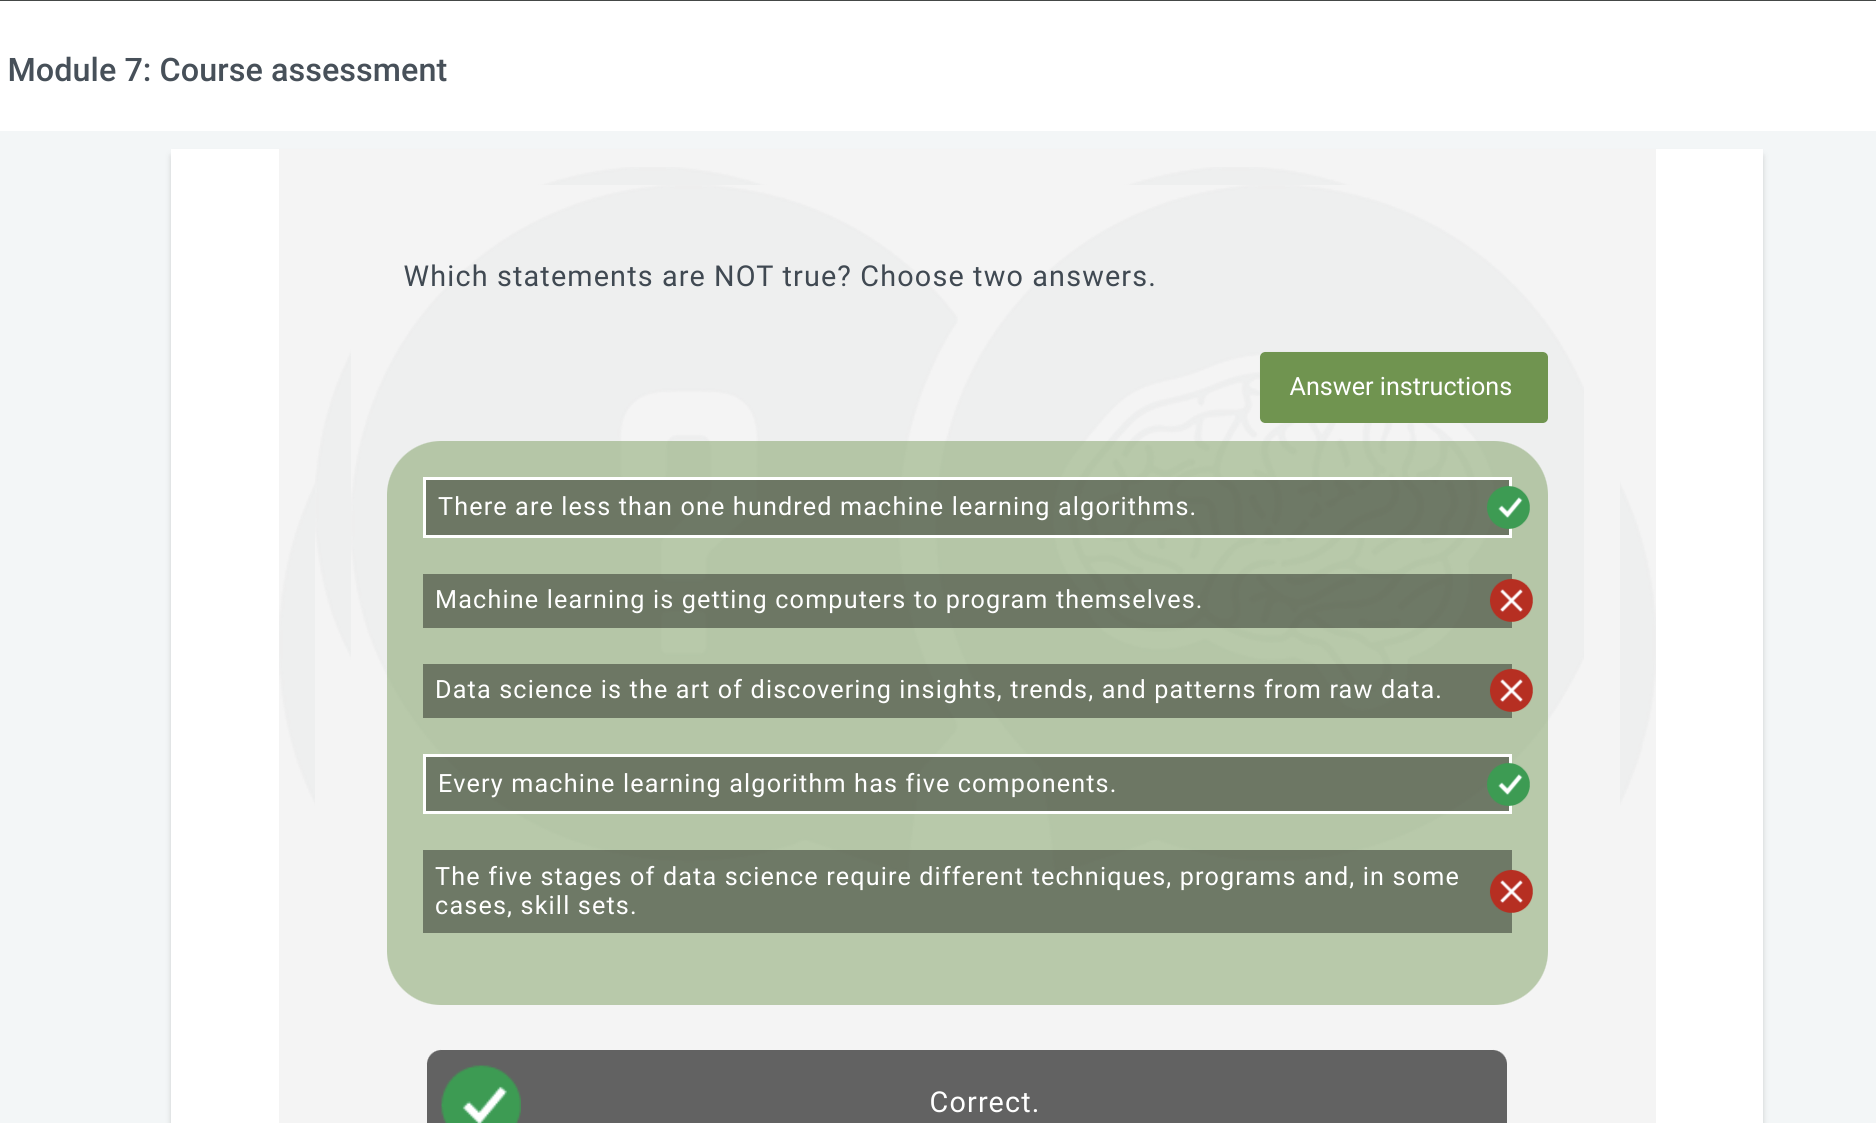 Module 7: Course assessment
Which statements are NOT true? Choose two answers.
Answer instructions
There are less than one hundred machine learning algorithms.
Machine learning is getting computers to program themselves.
Data science is the art of discovering insights, trends, and patterns from raw data.
Every machine learning algorithm has five components.
The five stages of data science require different techniques, programs and, in some
cases, skill sets.
Correct.